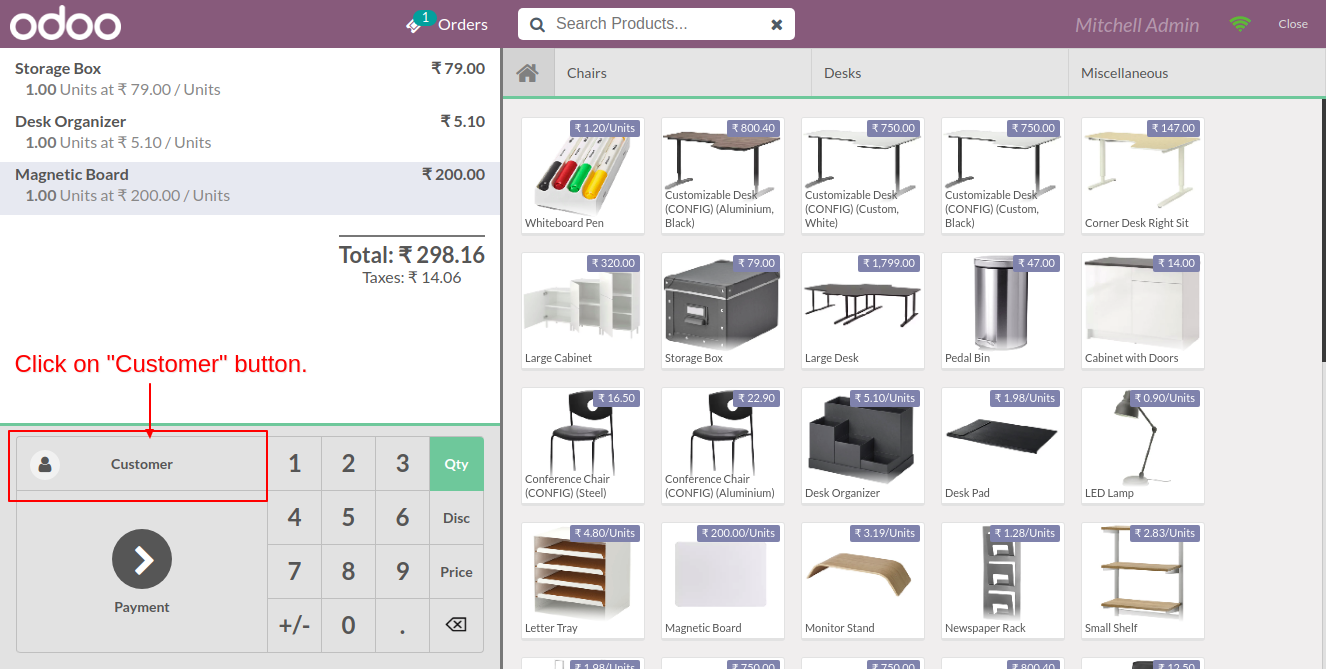 odoo
1
Orders
Search Products...
Mitchell Admin
Close
Storage Box ₹ 79.00
1.00 Units at ₹ 79.00 / Units
Desk Organizer ₹ 5.10
1.00 Units at ₹ 5.10 / Units
Magnetic Board ₹ 200.00
1.00 Units at ₹ 200.00 / Units
Total: ₹ 298.16
Taxes: ₹ 14.06
Click on "Customer" button.
Customer
Payment
1 2 3 Qty
4 5 6 Disc
7 8 9 Price
+/- 0 .
Chairs
Desks
Miscellaneous
₹ 1.20/Units
Whiteboard Pen
₹ 800.40
Customizable Desk
(CONFIG) (Aluminium,
Black)
₹ 750.00
Customizable Desk
(CONFIG) (Custom,
White)
₹ 750.00
Customizable Desk
(CONFIG) (Custom,
Black)
₹ 147.00
Corner Desk Right Sit
₹ 320.00
Large Cabinet
₹ 79.00
Storage Box
₹ 1,799.00
Large Desk
₹ 47.00
Pedal Bin
₹ 14.00
Cabinet with Doors
₹ 16.50
Conference Chair
(CONFIG) (Steel)
₹ 22.90
Conference Chair
(CONFIG) (Aluminium)
₹ 5.10/Units
Desk Organizer
₹ 1.98/Units
Desk Pad
₹ 0.90/Units
LED Lamp
₹ 4.80/Units
Letter Tray
₹ 200.00/Units
Magnetic Board
₹ 3.19/Units
Monitor Stand
₹ 1.28/Units
Newspaper Rack
₹ 2.83/Units
Small Shelf
₹ 1.98/Units
₹ 750.00
₹ 750.00
₹ 800.40
₹ 12.50